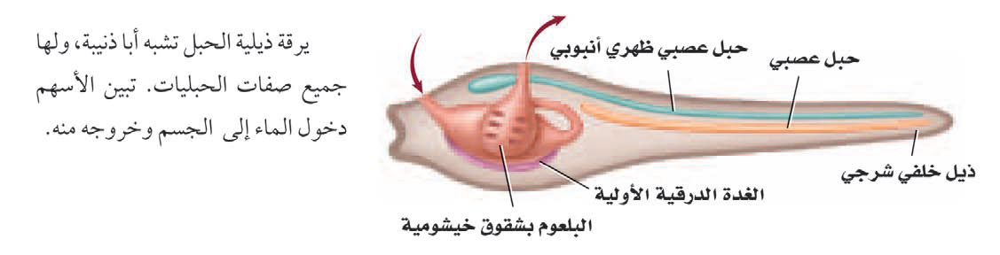 يرقة ذيلية الحبل تشبه أبا ذنيبة، ولها
جميع صفات الحبليات. تبين الأسهم
دخول الماء إلى الجسم وخروجه منه.
حبل عصبي ظهري أنبوبي
حبل عصبي
ذيل خلفي شرجي
الغدة الدرقية الأولية
البلعوم بشقوق خيشومية